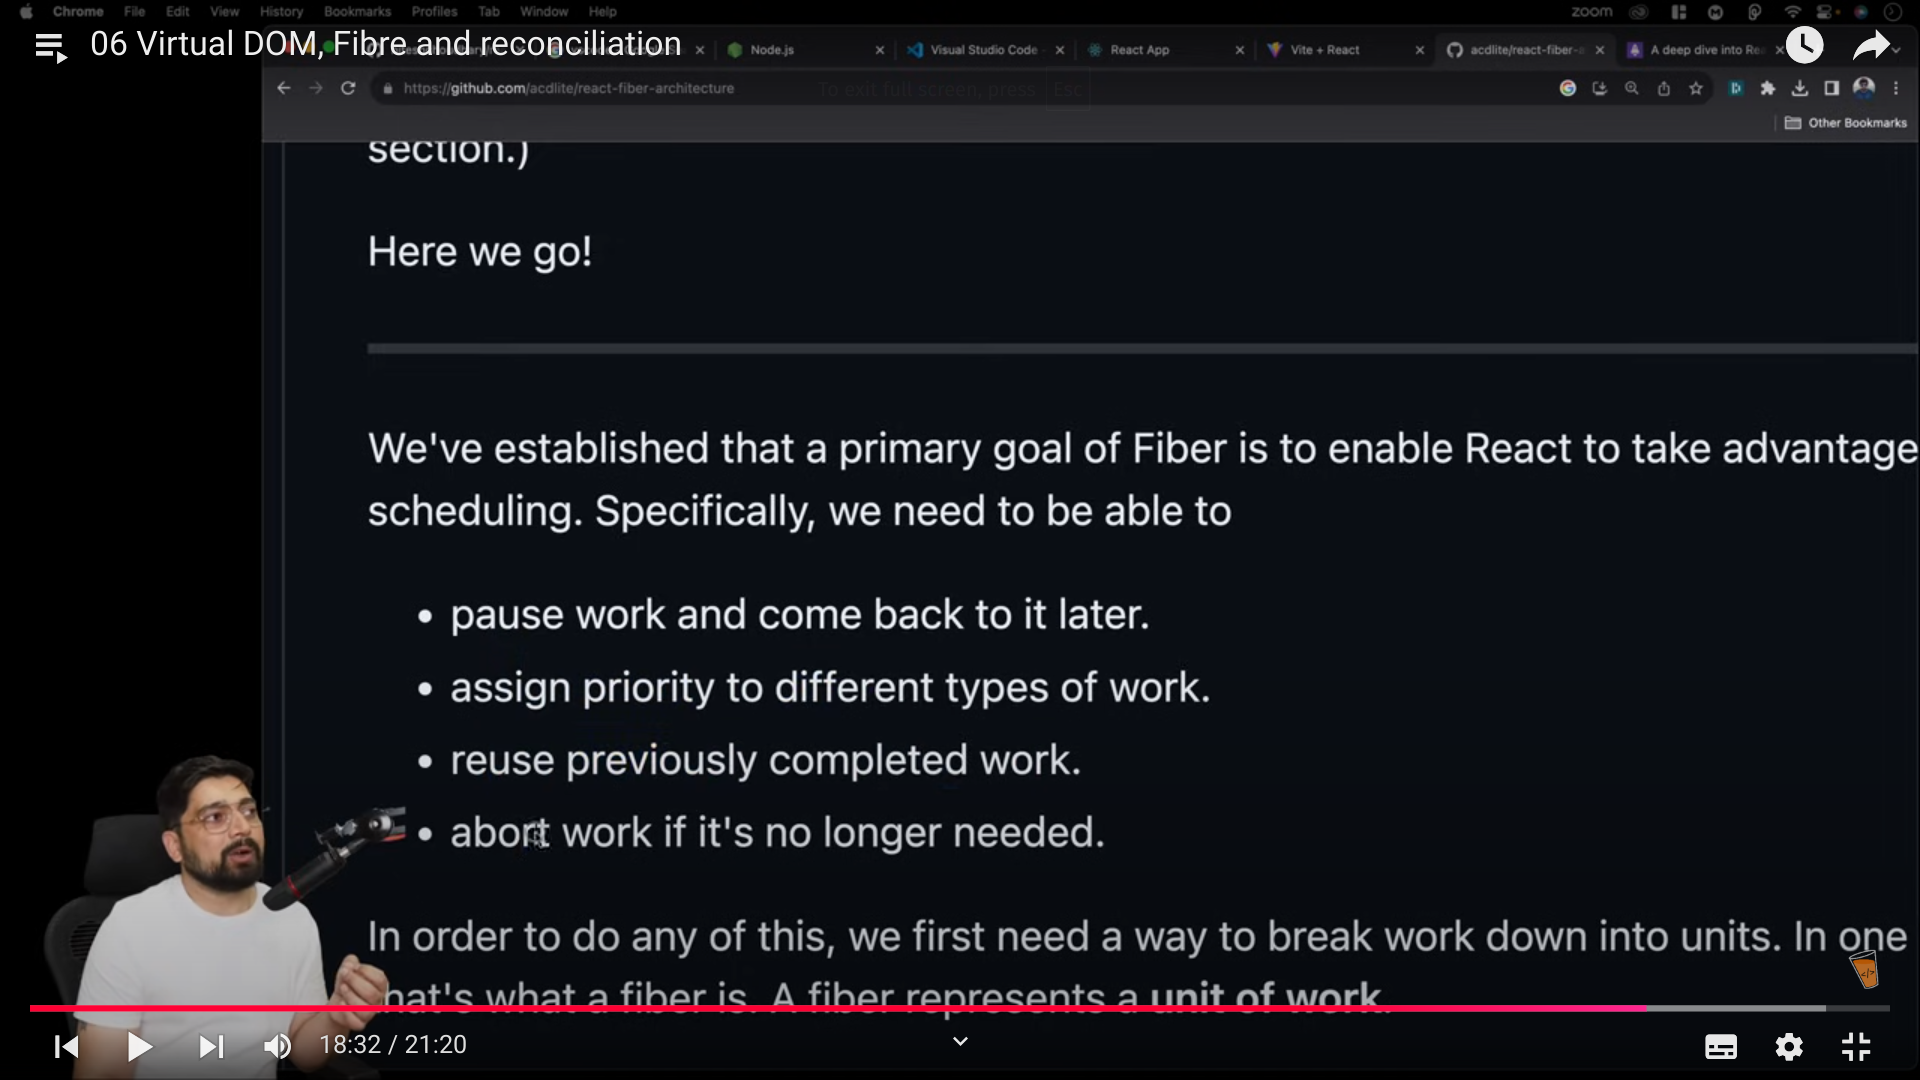 Chrome File Edit View History Bookmarks Profiles Tab Window Help zoom
06 Virtual DOM, Fibre and reconciliation
Node.js Visual Studio Code React App Vite + React acdlite/react-fiber-a A deep dive into Re
https://github.com/acdlite/react-fiber-architecture To exit full screen, press Esc
Other Bookmarks
section.)
Here we go!
We've established that a primary goal of Fiber is to enable React to take advantage
scheduling. Specifically, we need to be able to
• pause work and come back to it later.
• assign priority to different types of work.
• reuse previously completed work.
• abort work if it's no longer needed.
In order to do any of this, we first need a way to break work down into units. In one
that's what a fiber is. A fiber represents a unit of work.
18:32 / 21:20